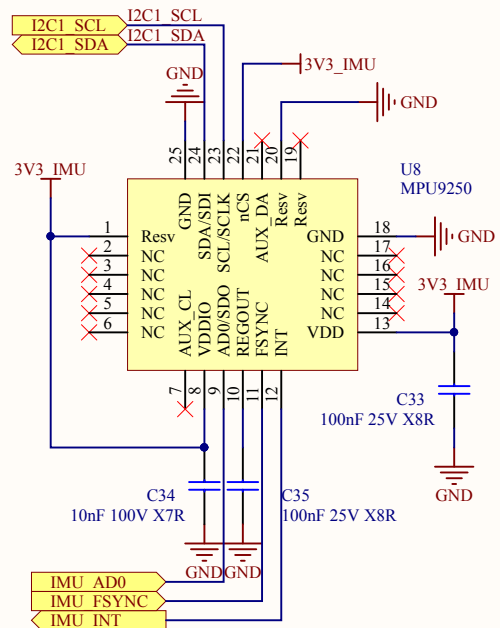 I2C1_SCL I2C1_SCL
I2C1_SDA I2C1_SDA
GND
3V3_IMU
GND
25 24 23 22 21 20 19
3V3_IMU
U8
MPU9250
GND SDA/SDI SCL/SCLK nCS AUX_DA Resv Resv
1 Resv
2 NC
3 NC
4 NC
5 NC
6 NC
GND 18
NC 17
NC 16
NC 15
NC 14
VDD 13
GND
3V3_IMU
AUX_CL VDDIO AD0/SDO REGOUT FSYNC INT
7 8 9 10 11 12
C33
100nF 25V X8R
GND
C34
10nF 100V X7R
C35
100nF 25V X8R
GND GND
IMU_AD0
IMU_FSYNC
IMU_INT